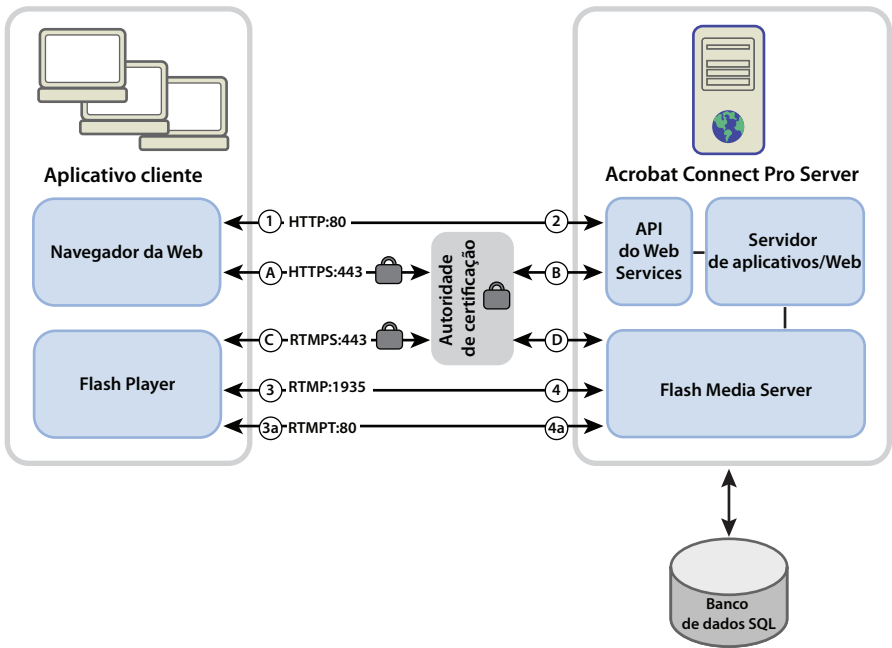 Aplicativo cliente
Acrobat Connect Pro Server
Navegador da Web
1
HTTP:80
2
API
do Web
Services
Servidor
de aplicativos/Web
A
HTTPS:443
Autoridade
de certificação
B
C
RTMPS:443
D
Flash Player
3
RTMP:1935
4
Flash Media Server
3a
RTMPT:80
4a
Banco
de dados SQL